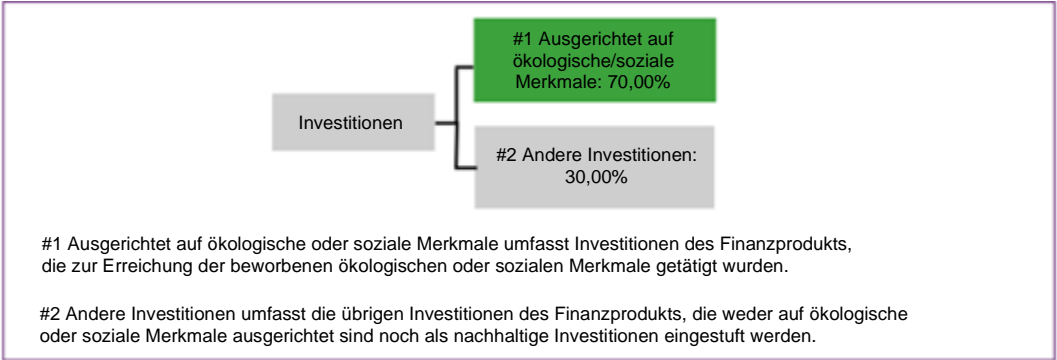 #1 Ausgerichtet auf
ökologische/soziale
Merkmale: 70,00%
Investitionen
#2 Andere Investitionen:
30,00%
#1 Ausgerichtet auf ökologische oder soziale Merkmale umfasst Investitionen des Finanzprodukts,
die zur Erreichung der beworbenen ökologischen oder sozialen Merkmale getätigt wurden.
#2 Andere Investitionen umfasst die übrigen Investitionen des Finanzprodukts, die weder auf ökologische
oder soziale Merkmale ausgerichtet sind noch als nachhaltige Investitionen eingestuft werden.